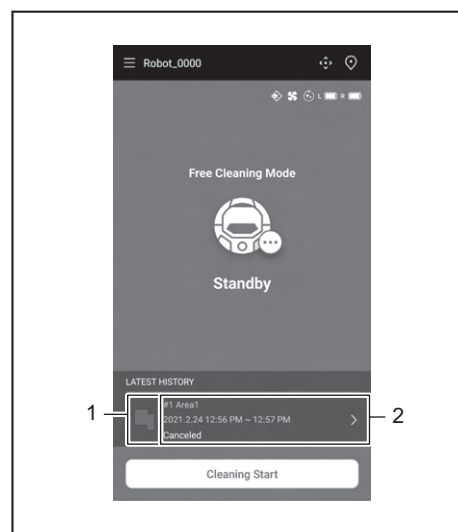 Robot_0000
L R
Free Cleaning Mode
Standby
LATEST HISTORY
#1 Area1
2021.2.24 12:56 PM ~ 12:57 PM
Canceled
Cleaning Start
1
2